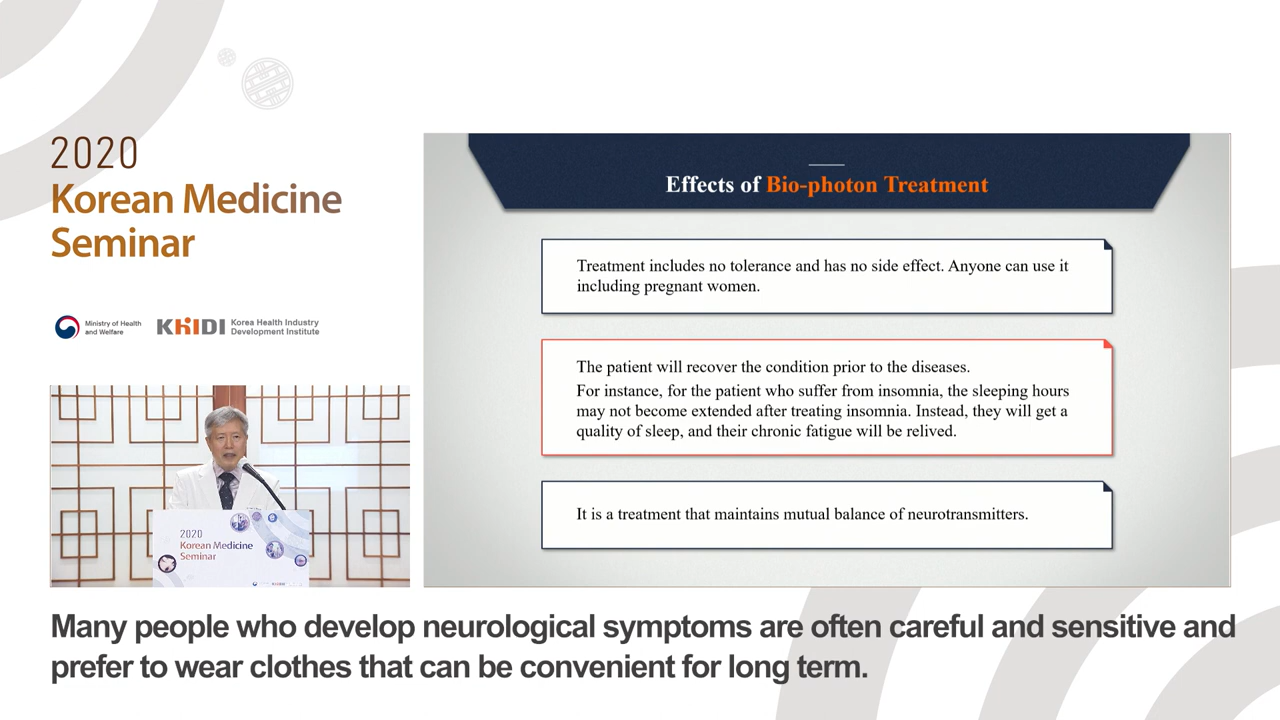 2020
Korean Medicine
Seminar
Ministry of Health
and Welfare
KHIDI
Korea Health Industry
Development Institute
Effects of Bio-photon Treatment
Treatment includes no tolerance and has no side effect. Anyone can use it
including pregnant women.
The patient will recover the condition prior to the diseases.
For instance, for the patient who suffer from insomnia, the sleeping hours
may not become extended after treating insomnia. Instead, they will get a
quality of sleep, and their chronic fatigue will be relived.
It is a treatment that maintains mutual balance of neurotransmitters.
2020
Korean Medicine
Seminar
Many people who develop neurological symptoms are often careful and sensitive and
prefer to wear clothes that can be convenient for long term.